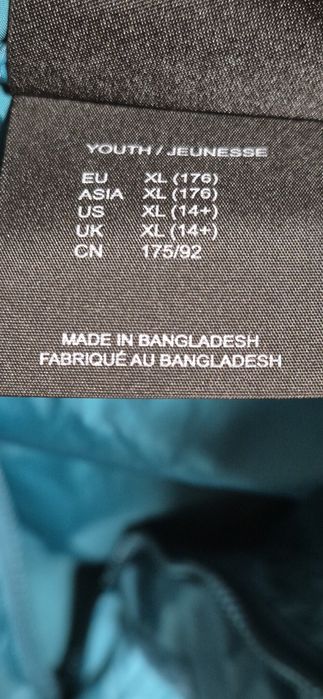 YOUTH / JEUNESSE
EU XL (176)
ASIA XL (176)
US XL (14+)
UK XL (14+)
CN 175/92
MADE IN BANGLADESH
FABRIQUÉ AU BANGLADESH